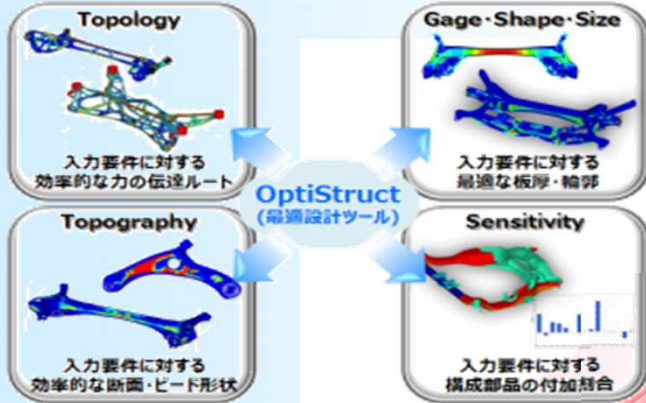 Topology
入力要件に対する
効率的な力の伝達ルート
Gage・Shape・Size
入力要件に対する
最適な板厚・輪郭
OptiStruct
(最適設計ツール)
Topography
入力要件に対する
効率的な断面・ビード形状
Sensitivity
入力要件に対する
構成部品の付加割合